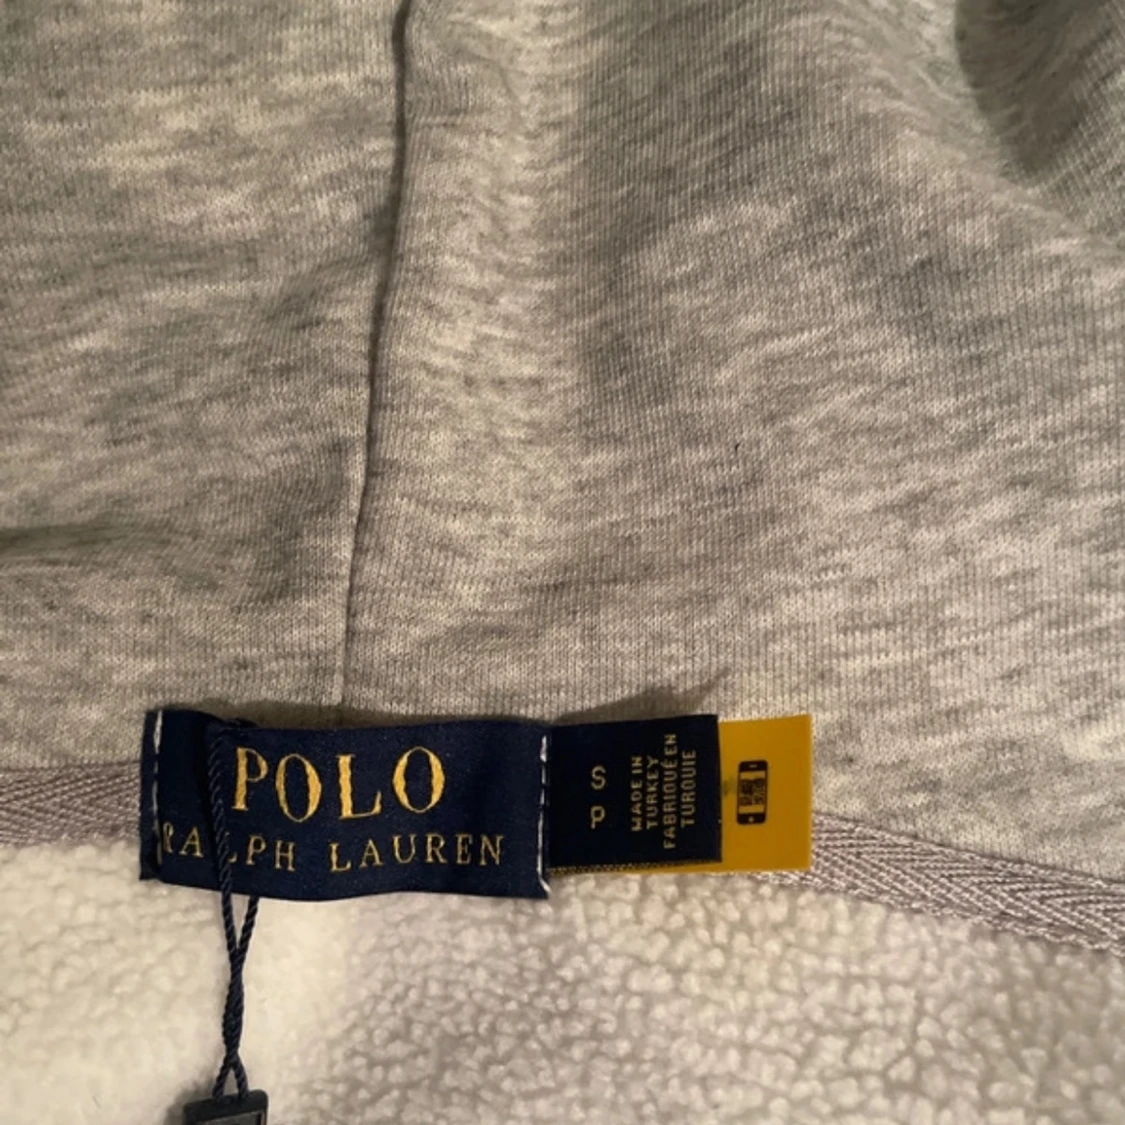 POLO
RALPH LAUREN
S
P
MADE IN
TURKEY
FABRIQUÉ EN
TURQUIE